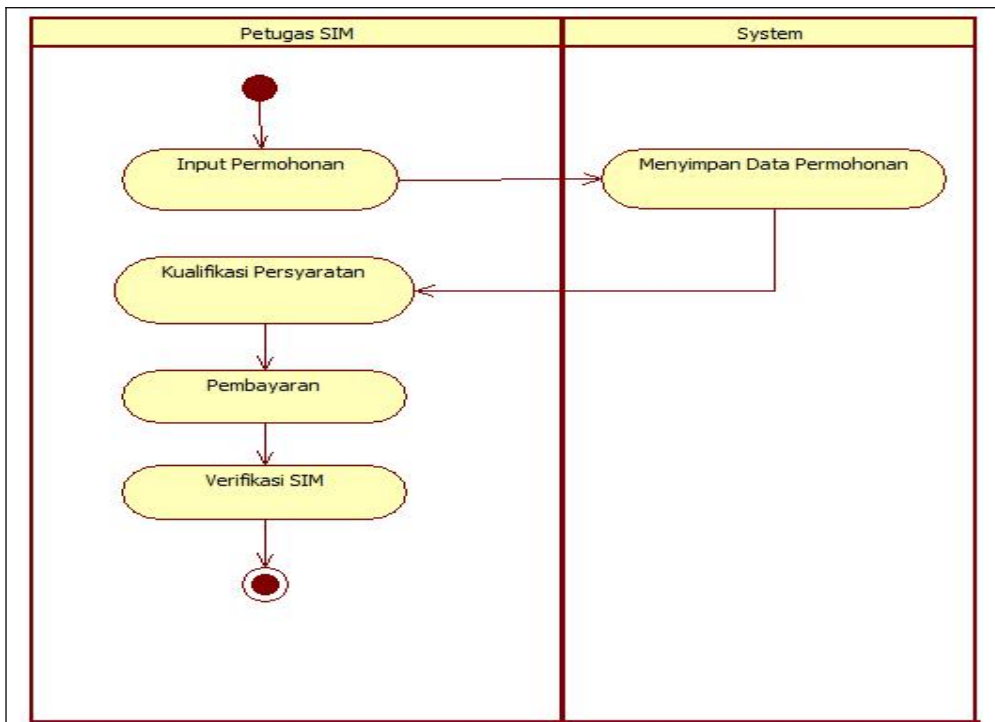 Petugas SIM
System
Input Permohonan
Menyimpan Data Permohonan
Kualifikasi Persyaratan
Pembayaran
Verifikasi SIM